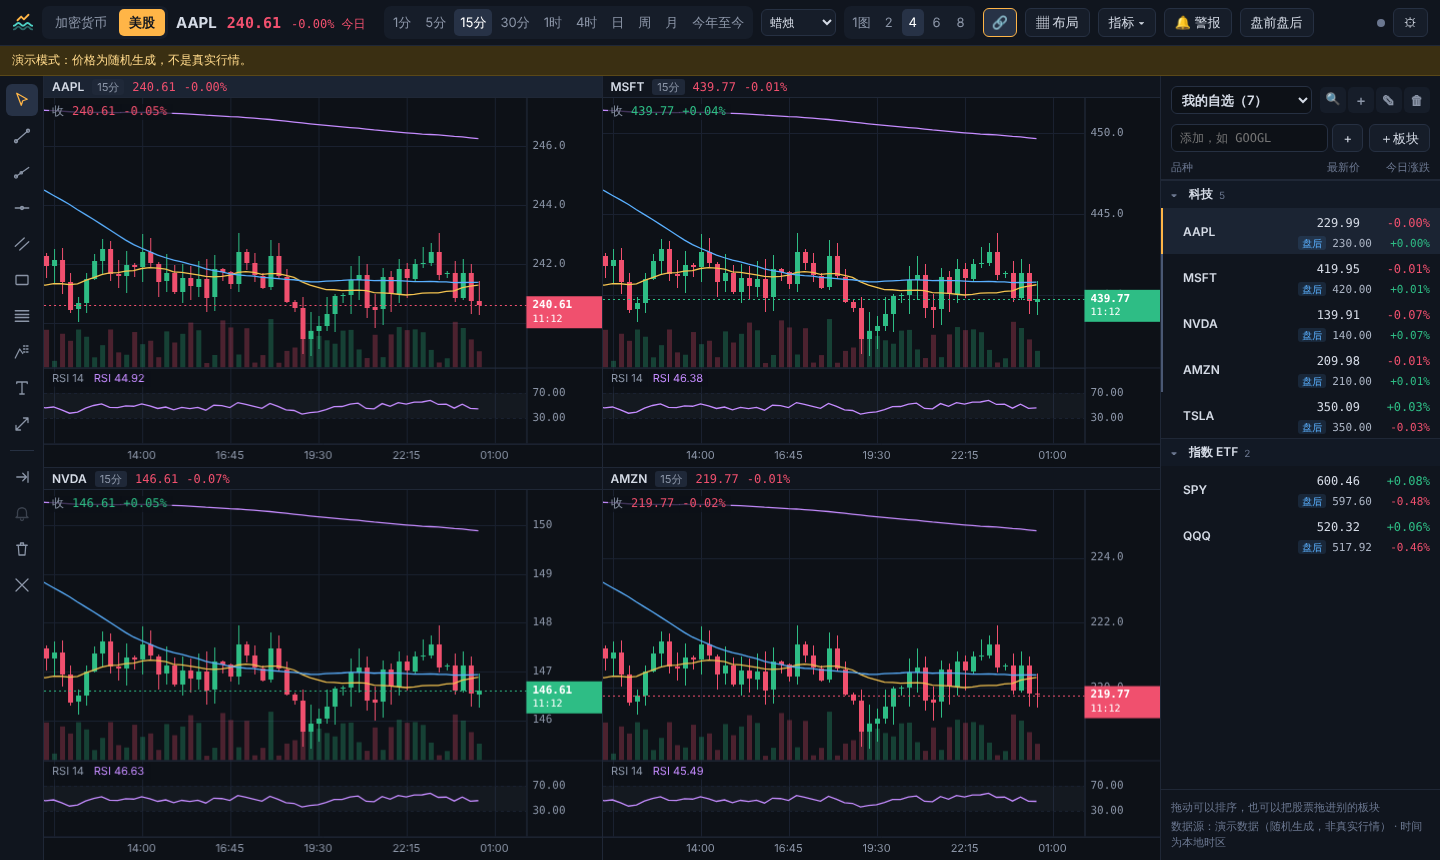 加密货币 美股 AAPL 240.61 -0.00% 今日 1分 5分 15分 30分 1时 4时 日 周 月 今年至今 蜡烛 1图 2 4 6 8 布局 指标 警报 盘前盘后
演示模式：价格为随机生成，不是真实行情。
AAPL 15分 240.61 -0.00%
收 240.61 -0.05%
246.0
244.0
242.0
240.61
11:12
RSI 14 RSI 44.92
70.00
30.00
14:00 16:45 19:30 22:15 01:00
MSFT 15分 439.77 -0.01%
收 439.77 +0.04%
450.0
445.0
439.77
11:12
RSI 14 RSI 46.38
70.00
30.00
14:00 16:45 19:30 22:15 01:00
NVDA 15分 146.61 -0.07%
收 146.61 +0.05%
150
149
148
147
146.61
11:12
146
RSI 14 RSI 46.63
70.00
30.00
14:00 16:45 19:30 22:15 01:00
AMZN 15分 219.77 -0.01%
收 219.77 -0.02%
224.0
222.0
219.77
11:12
RSI 14 RSI 45.49
70.00
30.00
14:00 16:45 19:30 22:15 01:00
我的自选（7）
添加，如 GOOGL + +板块
品种 最新价 今日涨跌
科技 5
AAPL 229.99 -0.00%
盘后 230.00 +0.00%
MSFT 419.95 -0.01%
盘后 420.00 +0.01%
NVDA 139.91 -0.07%
盘后 140.00 +0.07%
AMZN 209.98 -0.01%
盘后 210.00 +0.01%
TSLA 350.09 +0.03%
盘后 350.00 -0.03%
指数 ETF 2
SPY 600.46 +0.08%
盘后 597.60 -0.48%
QQQ 520.32 +0.06%
盘后 517.92 -0.46%
拖动可以排序，也可以把股票拖进别的板块
数据源：演示数据（随机生成，非真实行情） · 时间
为本地时区